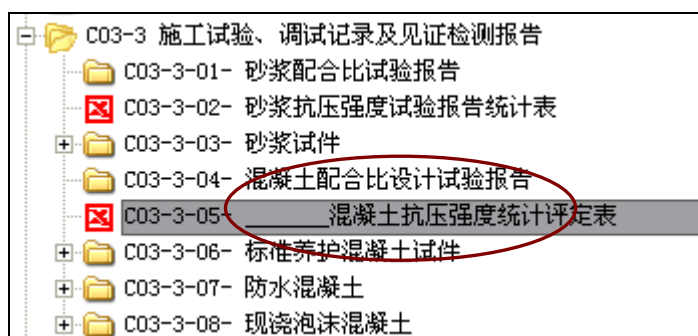 C03-3 施工试验、调试记录及见证检测报告
C03-3-01- 砂浆配合比试验报告
C03-3-02- 砂浆抗压强度试验报告统计表
C03-3-03- 砂浆试件
C03-3-04- 混凝土配合比设计试验报告
C03-3-05- ______混凝土抗压强度统计评定表
C03-3-06- 标准养护混凝土试件
C03-3-07- 防水混凝土
C03-3-08- 现浇泡沫混凝土